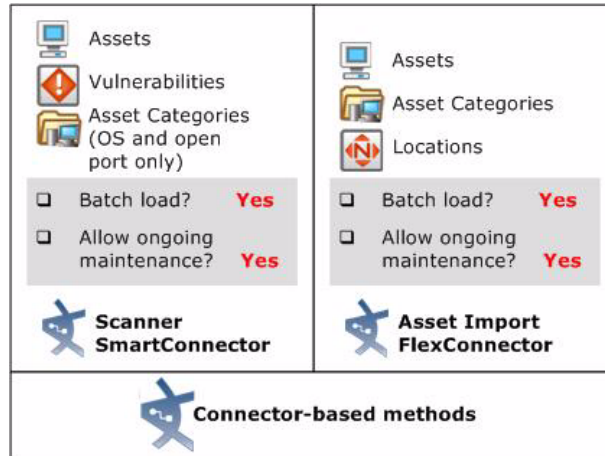 Assets
Vulnerabilities
Asset Categories
(OS and open
port only)
Batch load? Yes
Allow ongoing
maintenance? Yes
Scanner
SmartConnector
Assets
Asset Categories
N
Locations
Batch load? Yes
Allow ongoing
maintenance? Yes
Asset Import
FlexConnector
Connector-based methods